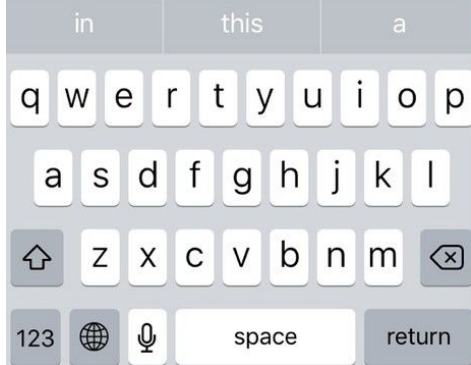 in this a
q w e r t y u i o p
a s d f g h j k l
z x c v b n m
123 space return